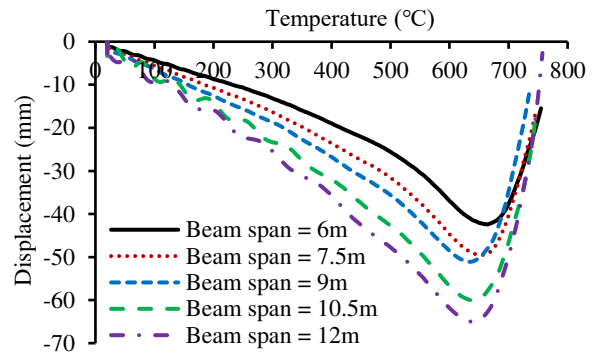 Temperature (℃)
0
0 100 200 300 400 500 600 700 800
-10
-20
-30
-40
-50
-60
-70
Displacement (mm)
Beam span = 6m
Beam span = 7.5m
Beam span = 9m
Beam span = 10.5m
Beam span = 12m